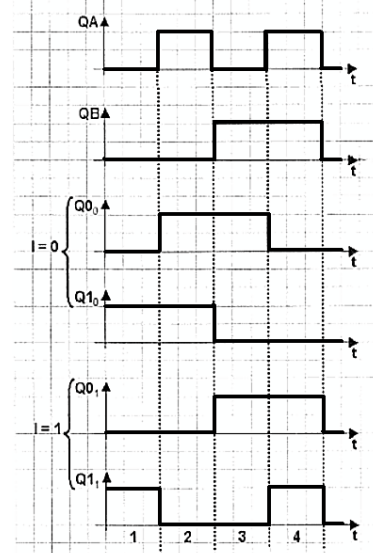 QA
t
QB
t
Q0₀
t
I = 0
Q1₀
t
Q0₁
t
I = 1
Q1₁
1 2 3 4 t